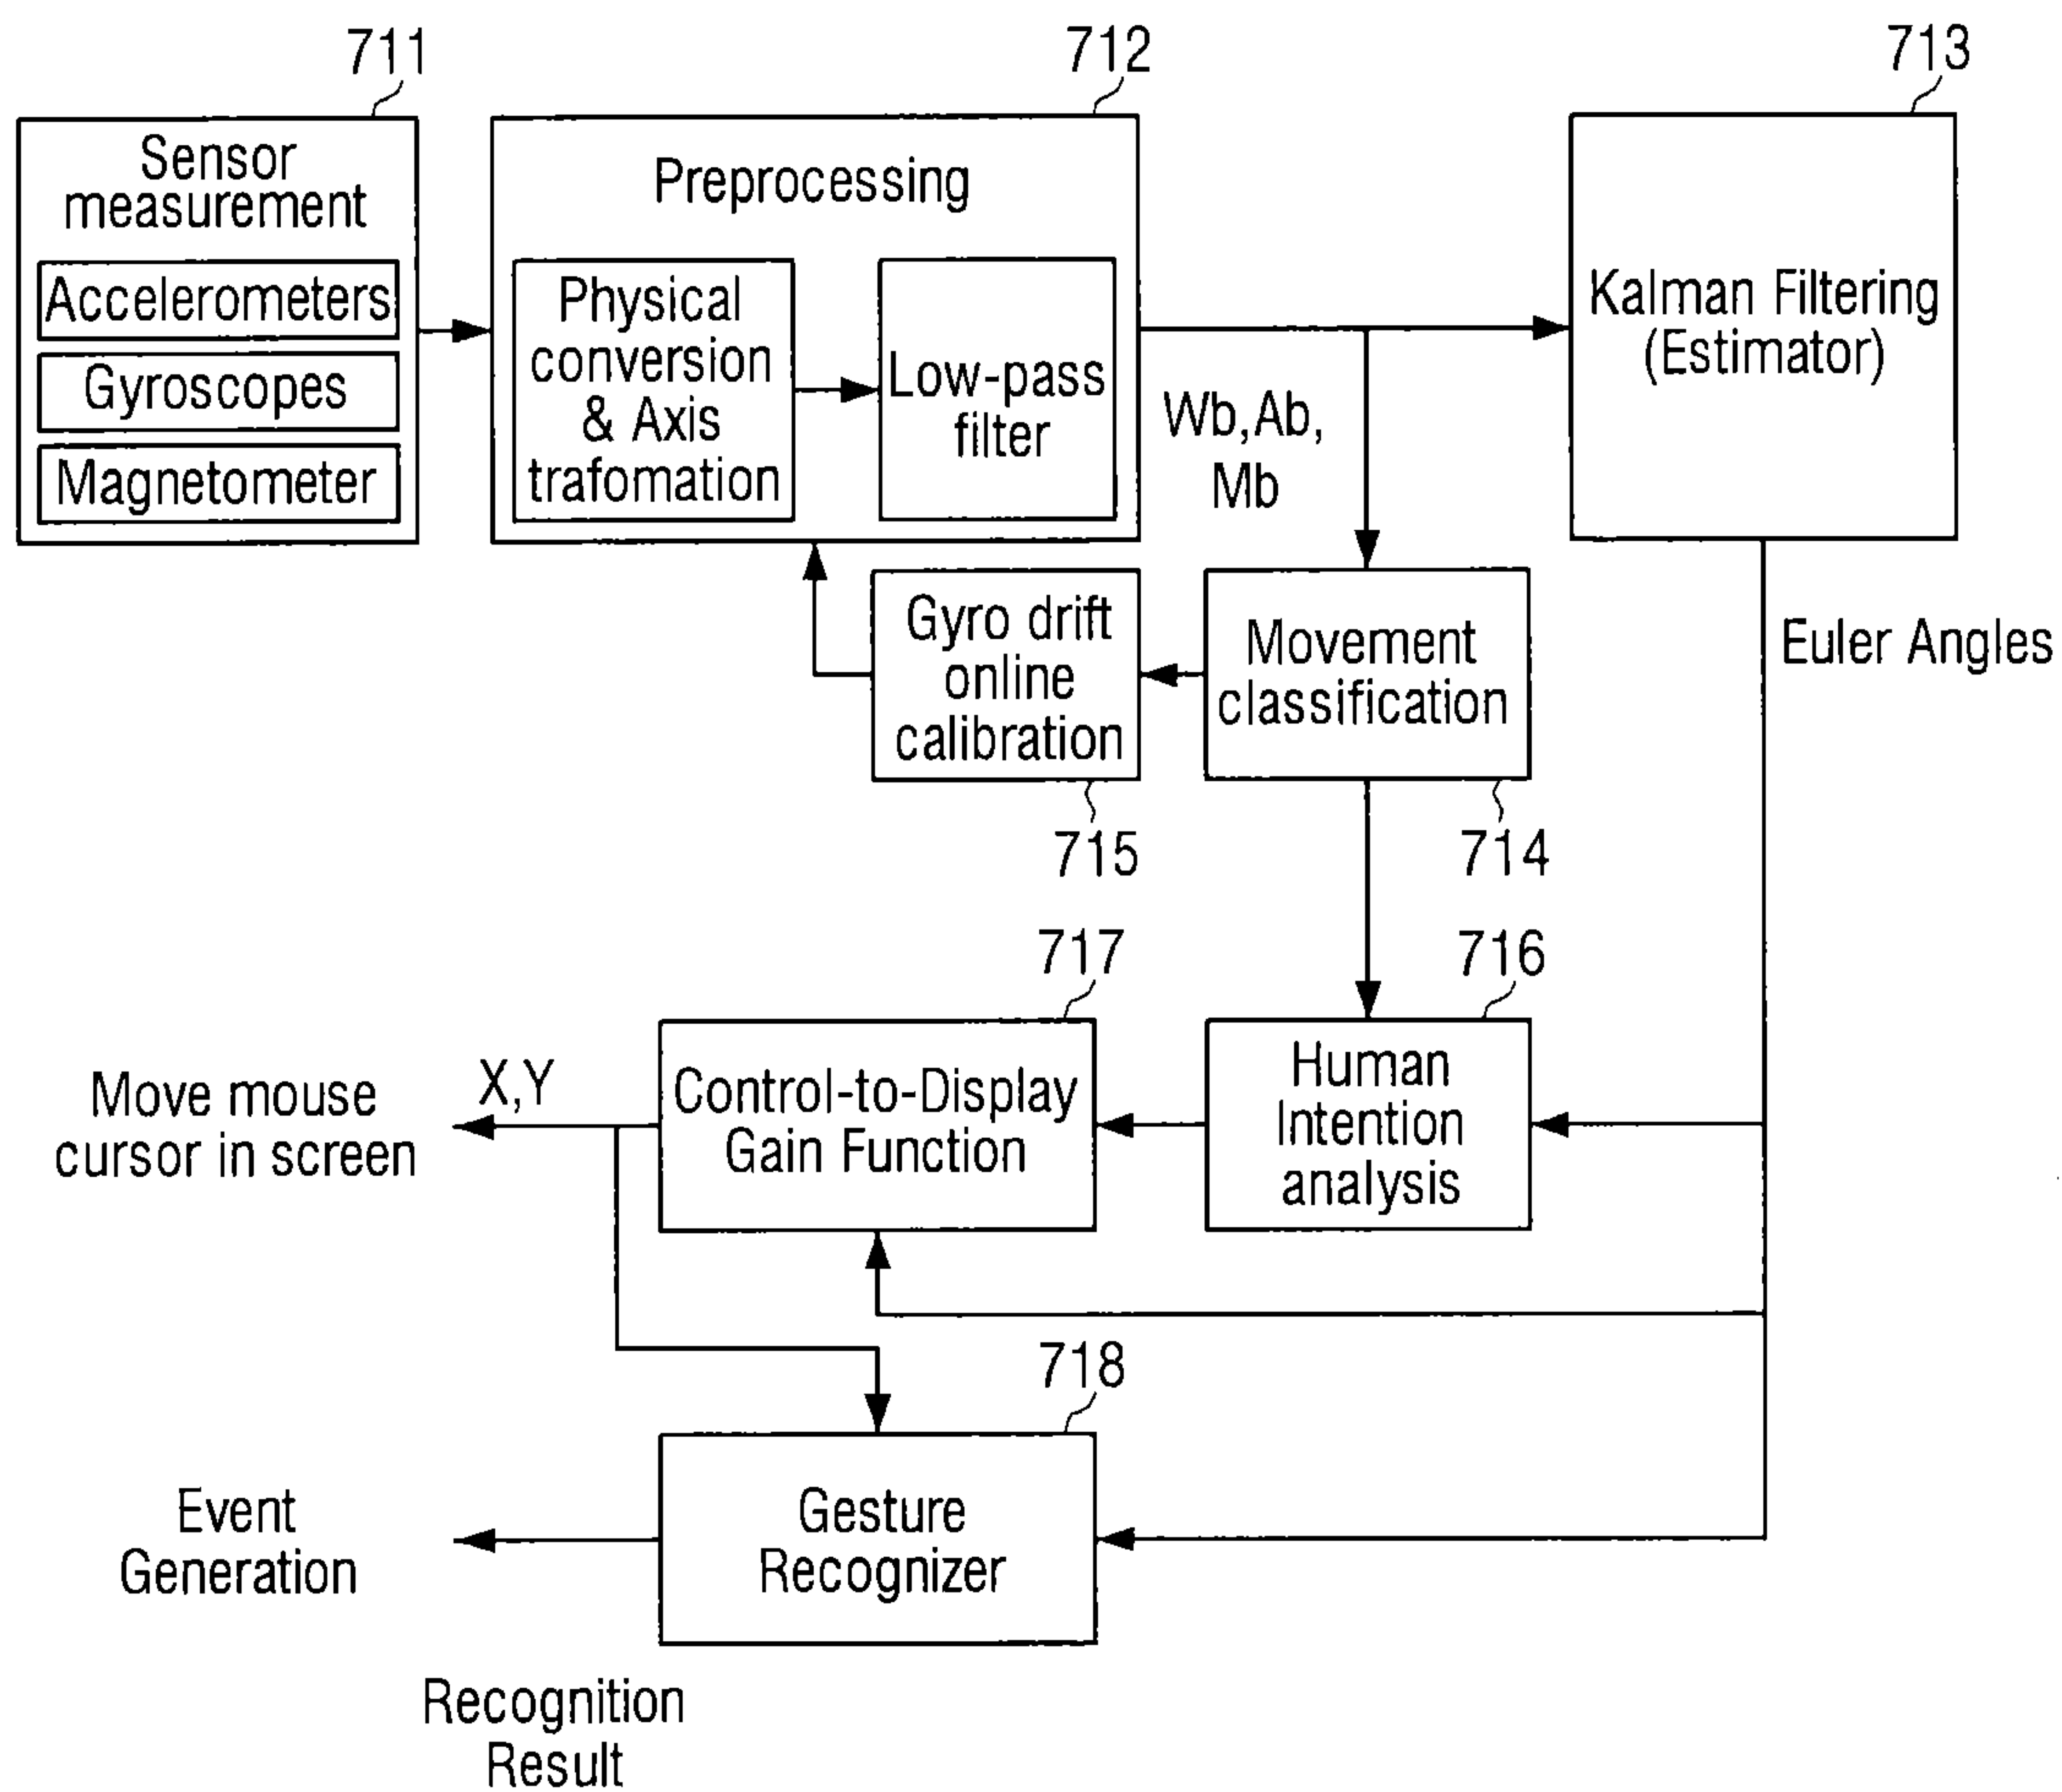 711
712
713
Sensor
measurement
Accelerometers
Gyroscopes
Magnetometer
Preprocessing
Physical
conversion
& Axis
trafomation
Low-pass
filter
Wb, Ab,
Mb
Kalman Filtering
(Estimator)
Gyro drift
online
calibration
715
Movement
classification
714
Euler Angles
717
716
Move mouse
cursor in screen
X,Y
Control-to-Display
Gain Function
Human
Intention
analysis
718
Event
Generation
Gesture
Recognizer
Recognition
Result